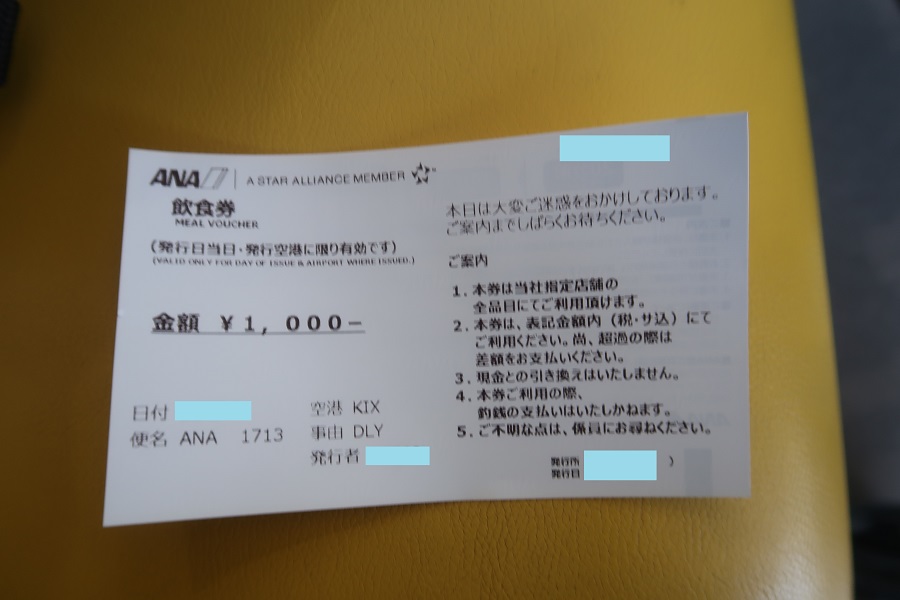 ANA A STAR ALLIANCE MEMBER
飲食券
MEAL VOUCHER
(発行日当日・発行空港に限り有効です)
(VALID ONLY FOR DAY OF ISSUE & AIRPORT WHERE ISSUED.)
金額 ¥1,000−
日付
便名 ANA 1713
空港 KIX
事由 DLY
発行者
本日は大変ご迷惑をおかけしております。
ご案内までしばらくお待ちください。
ご案内
1. 本券は当社指定店舗の
全品目にてご利用頂けます。
2. 本券は、表記金額内(税・サ込)にて
ご利用ください。尚、超過の際は
差額をお支払いください。
3. 現金との引き換えはいたしません。
4. 本券ご利用の際、
釣銭の支払いはいたしかねます。
5. ご不明な点は、係員にお尋ねください。
発行所 )
発行日